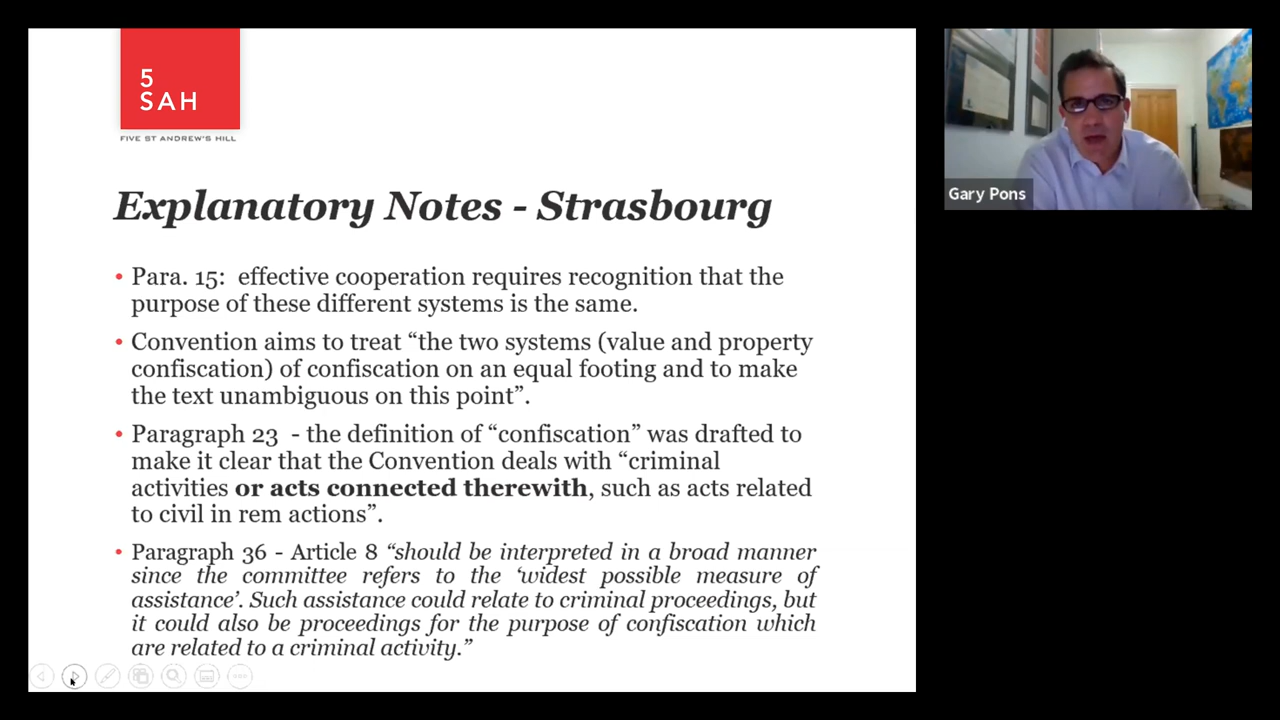 5
SAH
FIVE ST ANDREW'S HILL
Explanatory Notes - Strasbourg
• Para. 15:  effective cooperation requires recognition that the
purpose of these different systems is the same.
• Convention aims to treat “the two systems (value and property
confiscation) of confiscation on an equal footing and to make
the text unambiguous on this point”.
• Paragraph 23  - the definition of “confiscation” was drafted to
make it clear that the Convention deals with “criminal
activities or acts connected therewith, such as acts related
to civil in rem actions”.
• Paragraph 36 - Article 8 “should be interpreted in a broad manner
since the committee refers to the ‘widest possible measure of
assistance’. Such assistance could relate to criminal proceedings, but
it could also be proceedings for the purpose of confiscation which
are related to a criminal activity.”
Gary Pons